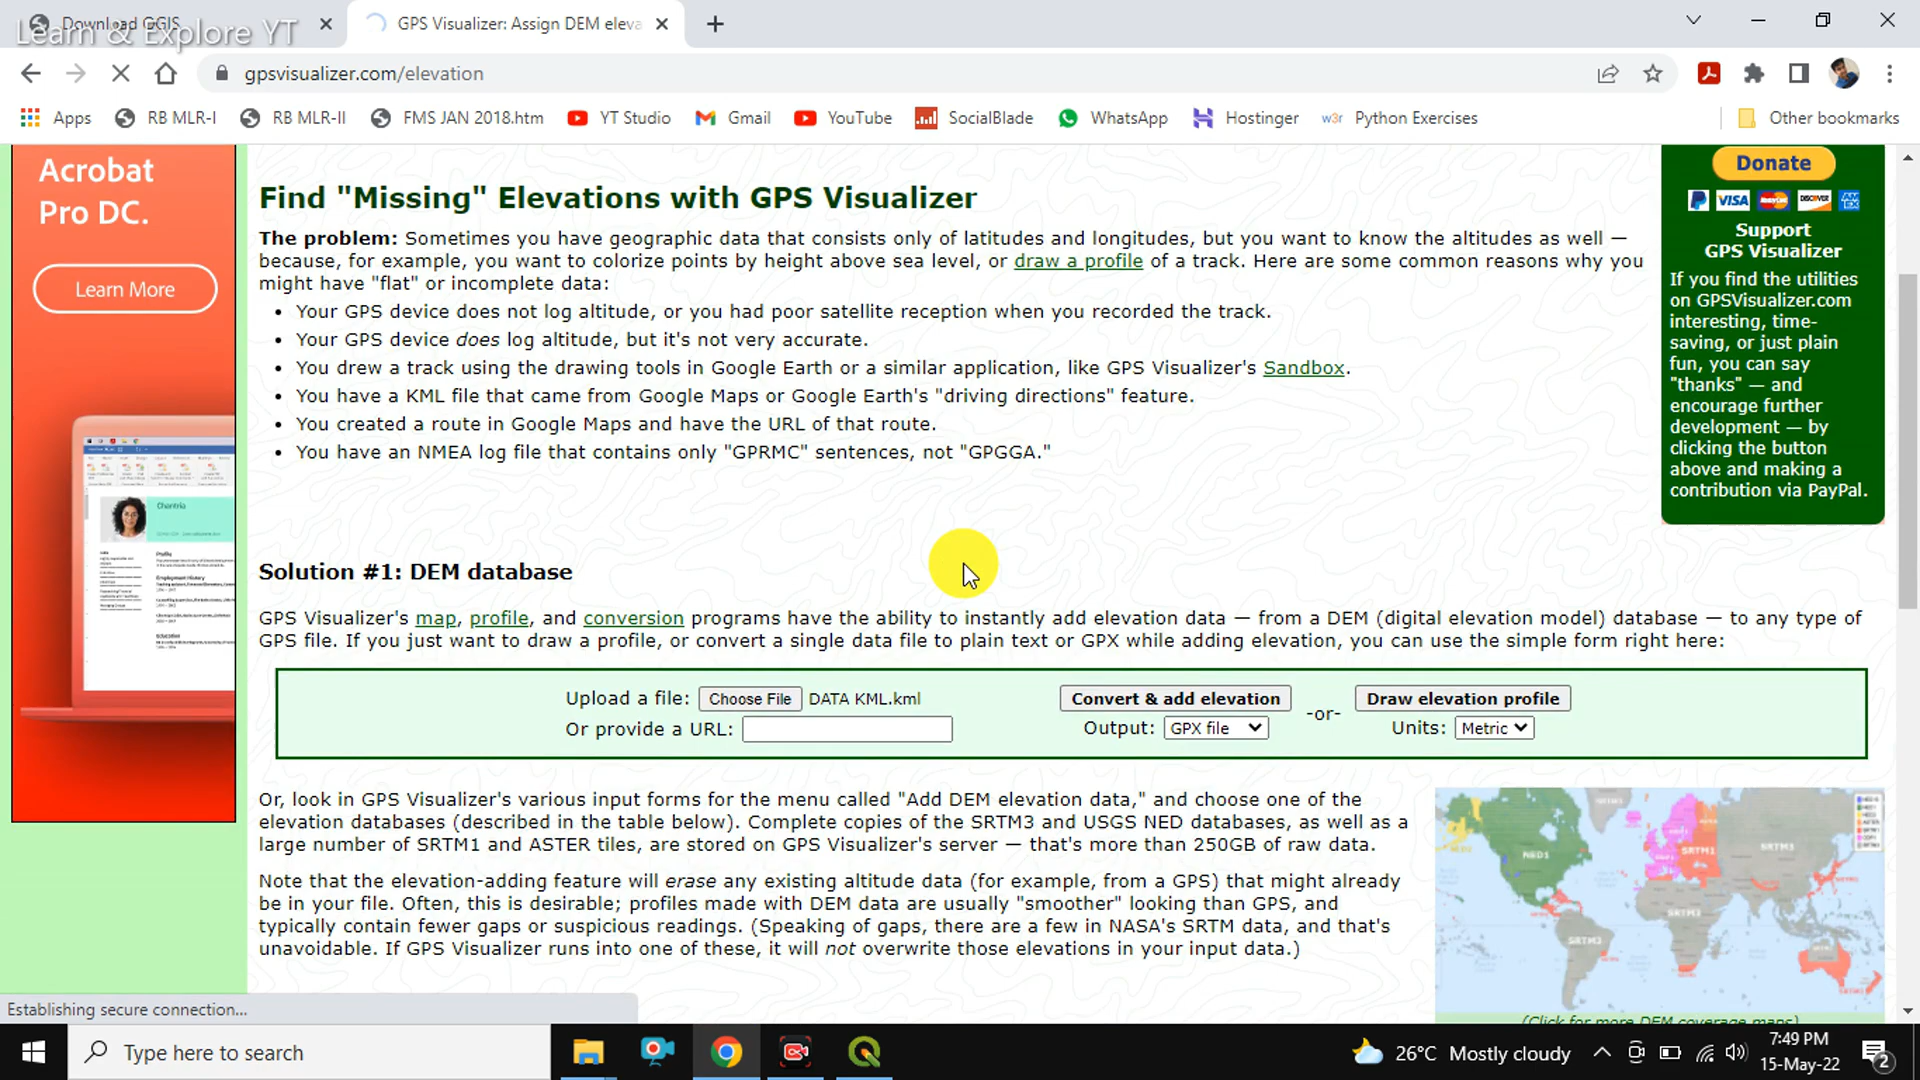 Download QGIS
Learn & Explore YT
GPS Visualizer: Assign DEM eleva
gpsvisualizer.com/elevation
Apps
RB MLR-I
RB MLR-II
FMS JAN 2018.htm
YT Studio
Gmail
YouTube
SocialBlade
WhatsApp
w3r Python Exercises
Hostinger
Other bookmarks
Acrobat
Pro DC.
Learn More
Chantria
Profile
Education
Find "Missing" Elevations with GPS Visualizer
The problem: Sometimes you have geographic data that consists only of latitudes and longitudes, but you want to know the altitudes as well —
because, for example, you want to colorize points by height above sea level, or draw a profile of a track. Here are some common reasons why you
might have "flat" or incomplete data:
• Your GPS device does not log altitude, or you had poor satellite reception when you recorded the track.
• Your GPS device does log altitude, but it's not very accurate.
• You drew a track using the drawing tools in Google Earth or a similar application, like GPS Visualizer's Sandbox.
• You have a KML file that came from Google Maps or Google Earth's "driving directions" feature.
• You created a route in Google Maps and have the URL of that route.
• You have an NMEA log file that contains only "GPRMC" sentences, not "GPGGA."
Donate
VISA
DISCOVER
Support
GPS Visualizer
If you find the utilities
on GPSVisualizer.com
interesting, time-
saving, or just plain
fun, you can say
"thanks" — and
encourage further
development — by
clicking the button
above and making a
contribution via PayPal.
Solution #1: DEM database
GPS Visualizer's map, profile, and conversion programs have the ability to instantly add elevation data — from a DEM (digital elevation model) database — to any type of
GPS file. If you just want to draw a profile, or convert a single data file to plain text or GPX while adding elevation, you can use the simple form right here:
Upload a file: Choose File DATA KML.kml
Or provide a URL:
Convert & add elevation
Output: GPX file
-or-
Draw elevation profile
Units: Metric
Or, look in GPS Visualizer's various input forms for the menu called "Add DEM elevation data," and choose one of the
elevation databases (described in the table below). Complete copies of the SRTM3 and USGS NED databases, as well as a
large number of SRTM1 and ASTER tiles, are stored on GPS Visualizer's server — that's more than 250GB of raw data.
Note that the elevation-adding feature will erase any existing altitude data (for example, from a GPS) that might already
be in your file. Often, this is desirable; profiles made with DEM data are usually "smoother" looking than GPS, and
typically contain fewer gaps or suspicious readings. (Speaking of gaps, there are a few in NASA's SRTM data, and that's
unavoidable. If GPS Visualizer runs into one of these, it will not overwrite those elevations in your input data.)
NED1
SRTM1
SRTM3
SRTM3
SRTM3
(Click for more DEM coverage maps)
Establishing secure connection...
Type here to search
26°C Mostly cloudy
7:49 PM
15-May-22
2